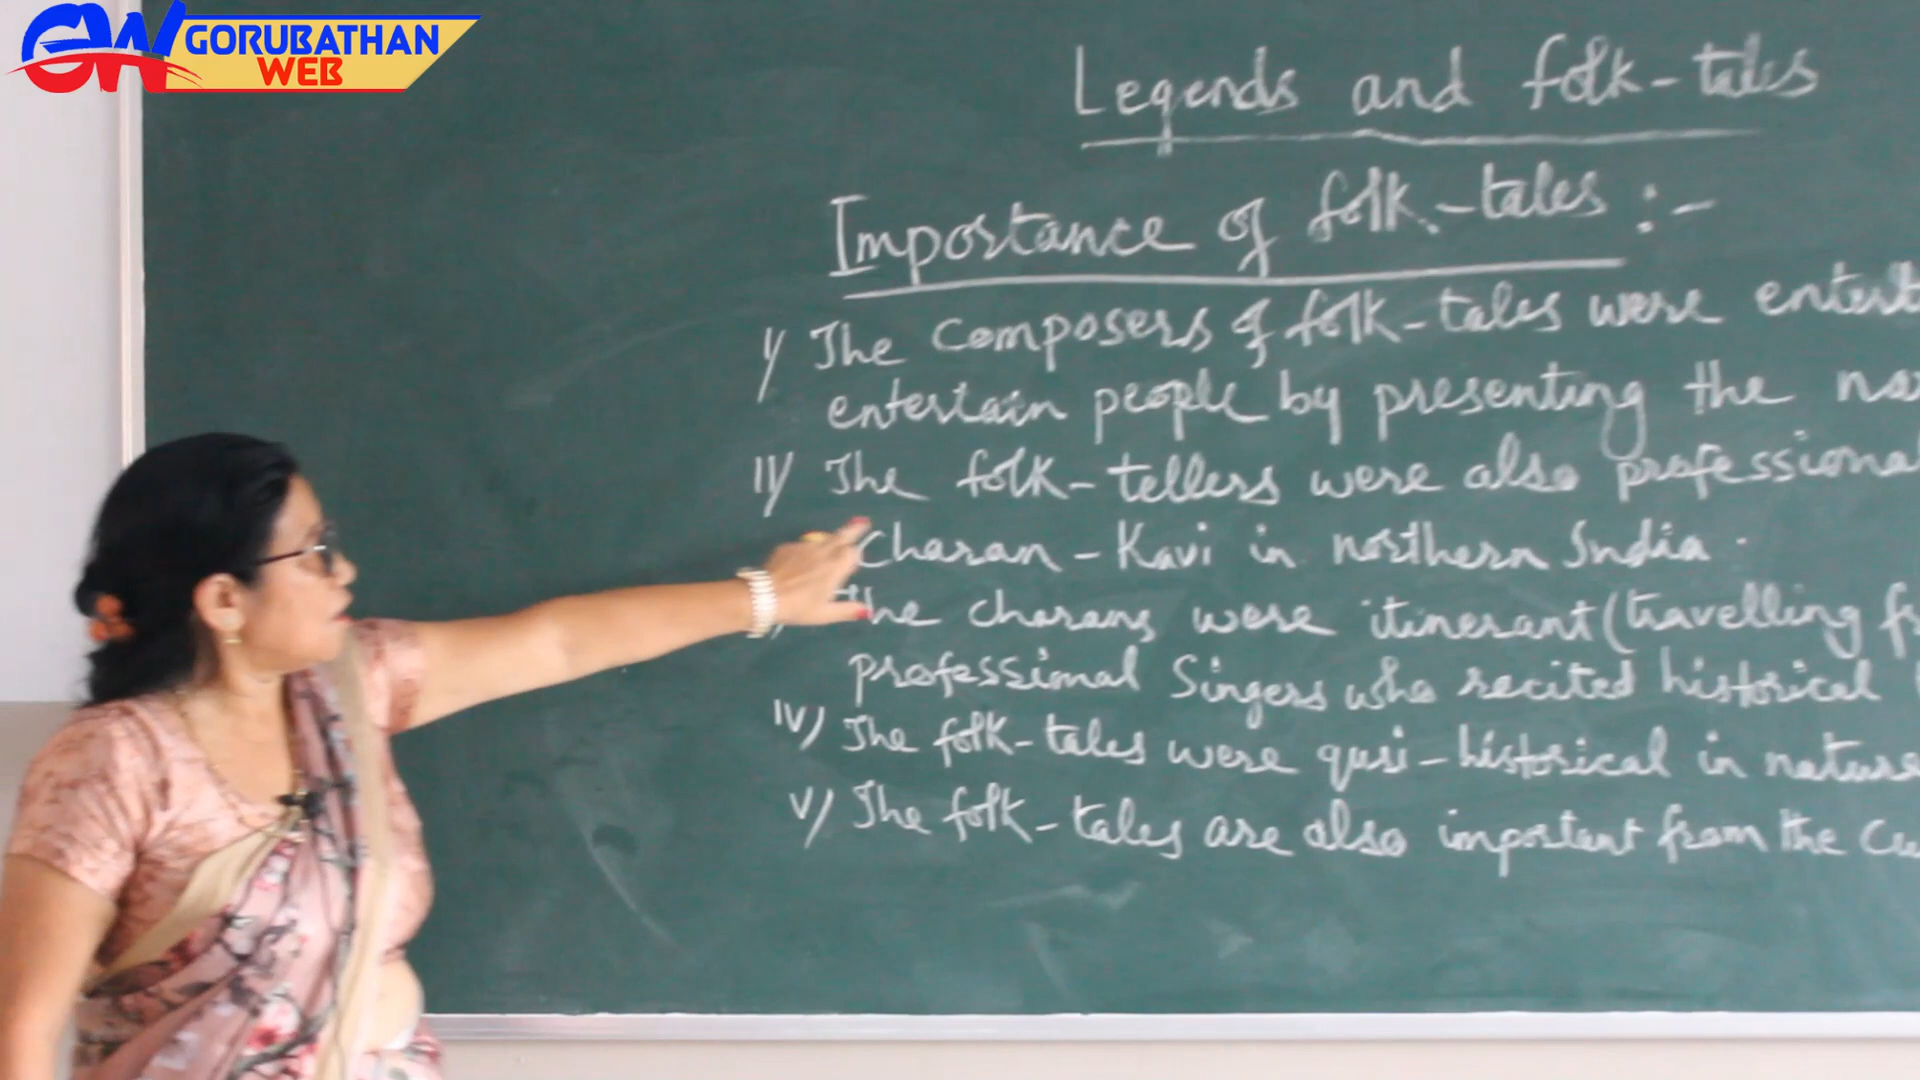 GW GORUBATHAN
WEB
Legends and folk-tales
Importance of folk-tales :-
I) The composers of folk-tales were
entertain people by presenting the
II) The folk-tellers were also
Charan - Kavi in northern India.
the charans were itinerant (travelling
professional Singers who recited historical
IV) The folk-tales were qusi-historical in nature
V) The folk-tales are also important from the